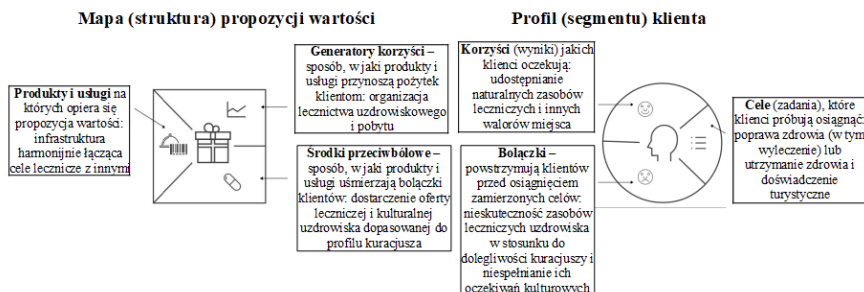 Mapa (struktura) propozycji wartości
Profil (segmentu) klienta
Produkty i usługi na
których opiera się
propozycja wartości:
infrastruktura
harmonijnie łącząca
cele lecznicze z innymi
Generatory korzyści –
sposób, w jaki produkty i
usługi przynoszą pożytek
klientom: organizacja
lecznictwa uzdrowiskowego
i pobytu
Środki przeciwbólowe –
sposób, w jaki produkty i
usługi uśmierzają bolączki
klientów: dostarczenie oferty
leczniczej i kulturalnej
uzdrowiska dopasowanej do
profilu kuracjusza
Korzyści (wyniki) jakich
klienci oczekują:
udostępnianie
naturalnych zasobów
leczniczych i innych
walorów miejsca
Bolączki –
powstrzymują klientów
przed osiągnięciem
zamierzonych celów:
nieskuteczność zasobów
leczniczych uzdrowiska
w stosunku do
dolegliwości kuracjuszy i
niespełnianie ich
oczekiwań kulturowych
Cele (zadania), które
klienci próbują osiągnąć:
poprawa zdrowia (w tym
wyleczenie) lub
utrzymanie zdrowia i
doświadczenie
turystyczne